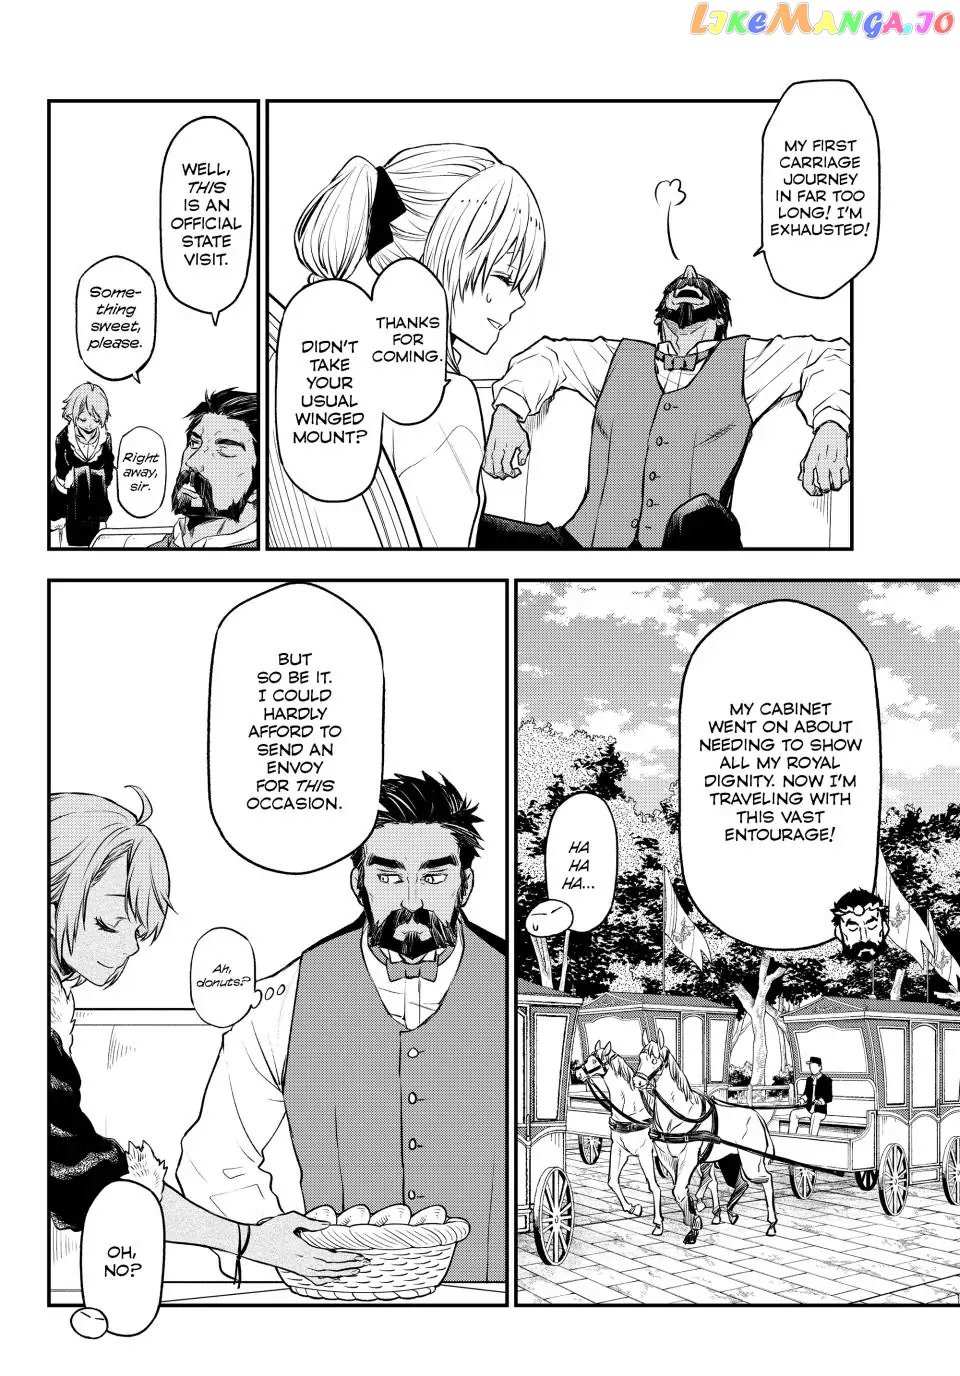 LIKEMANGA.IO
MY FIRST
CARRIAGE
JOURNEY
IN FAR TOO
LONG! I'M
EXHAUSTED!
THANKS
FOR
COMING.
DIDN'T
TAKE
YOUR
USUAL
WINGED
MOUNT?
WELL,
THIS
IS AN
OFFICIAL
STATE
VISIT.
Some-
thing
sweet,
please.
Right
away,
sir.
MY CABINET
WENT ON ABOUT
NEEDING TO SHOW
ALL MY ROYAL
DIGNITY. NOW I'M
TRAVELING WITH
THIS VAST
ENTOURAGE!
HA
HA
HA...
BUT
SO BE IT.
I COULD
HARDLY
AFFORD TO
SEND AN
ENVOY
FOR THIS
OCCASION.
Ah,
donuts?
OH,
NO?